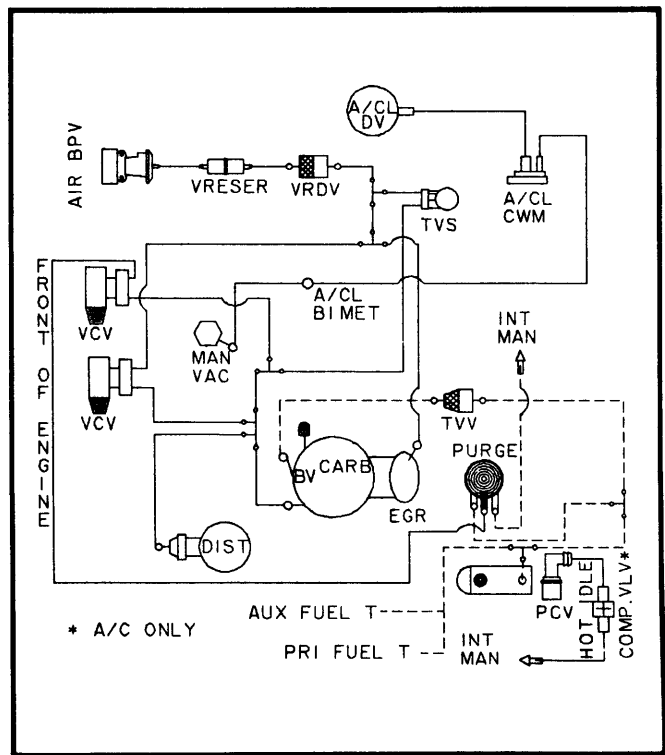 A/CL
DV
AIR BPV
VRESER
VRDV
TVS
A/CL
CWM
FRONT OF ENGINE
VCV
A/CL
BIMET
MAN
VAC
INT
MAN
VCV
TVV
PURGE
BV
CARB
EGR
DIST
AUX FUEL T
PCV
HOT IDLE
COMP. VLV*
* A/C ONLY
PRI FUEL T
INT
MAN